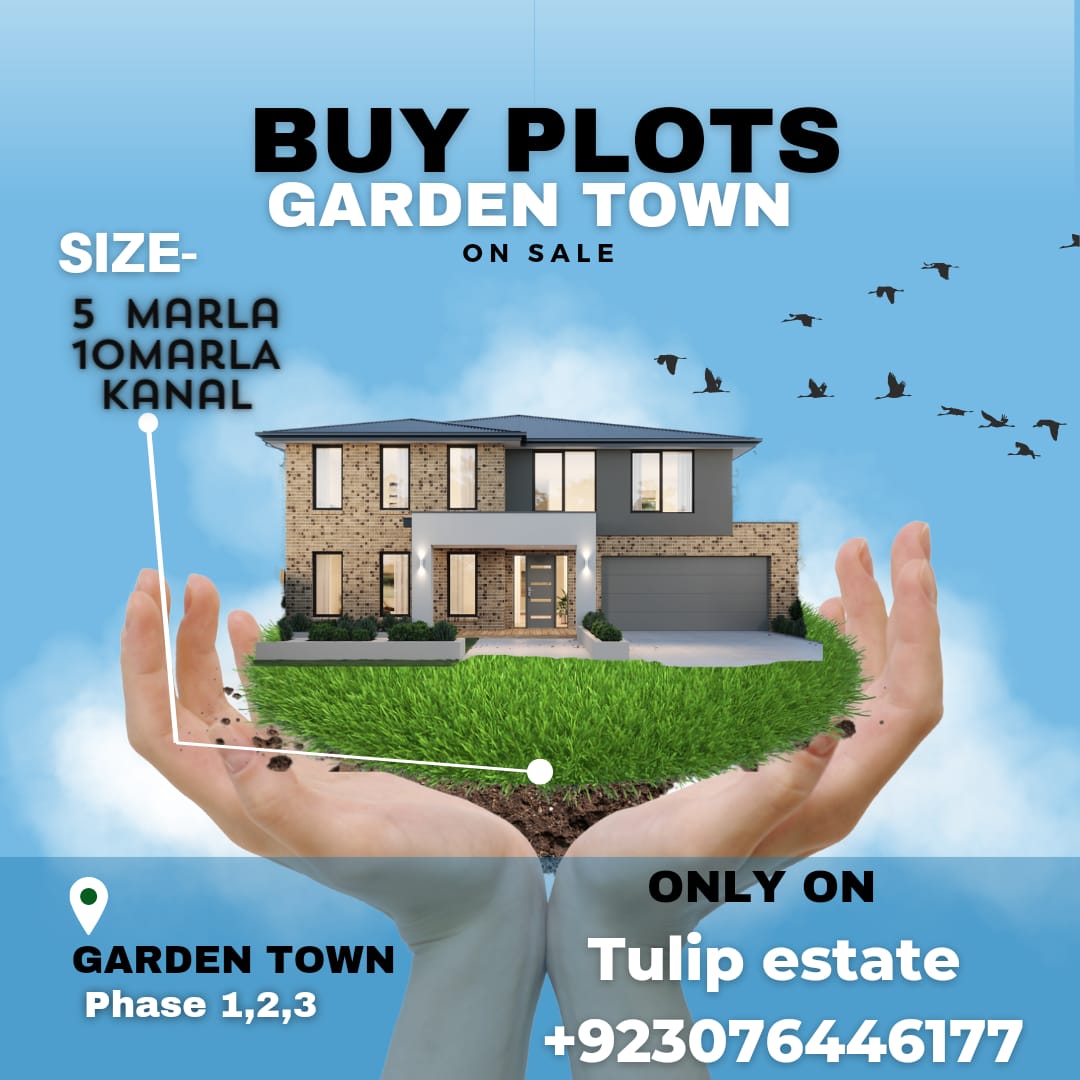 BUY PLOTS
GARDEN TOWN
ON SALE
SIZE-
5 MARLA
10MARLA
KANAL
GARDEN TOWN
Phase 1,2,3
ONLY ON
Tulip estate
+923076446177